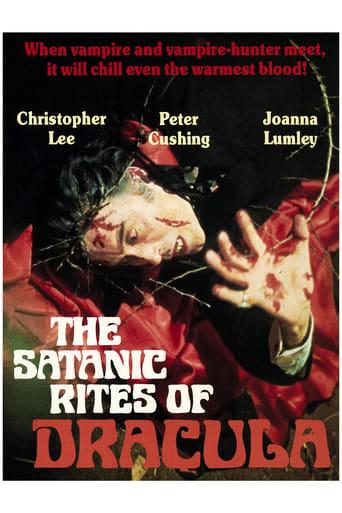 When vampire and vampire-hunter meet,
it will chill even the warmest blood!
Christopher Peter Joanna
Lee Cushing Lumley
THE
SATANIC
RITES OF
DRACULA